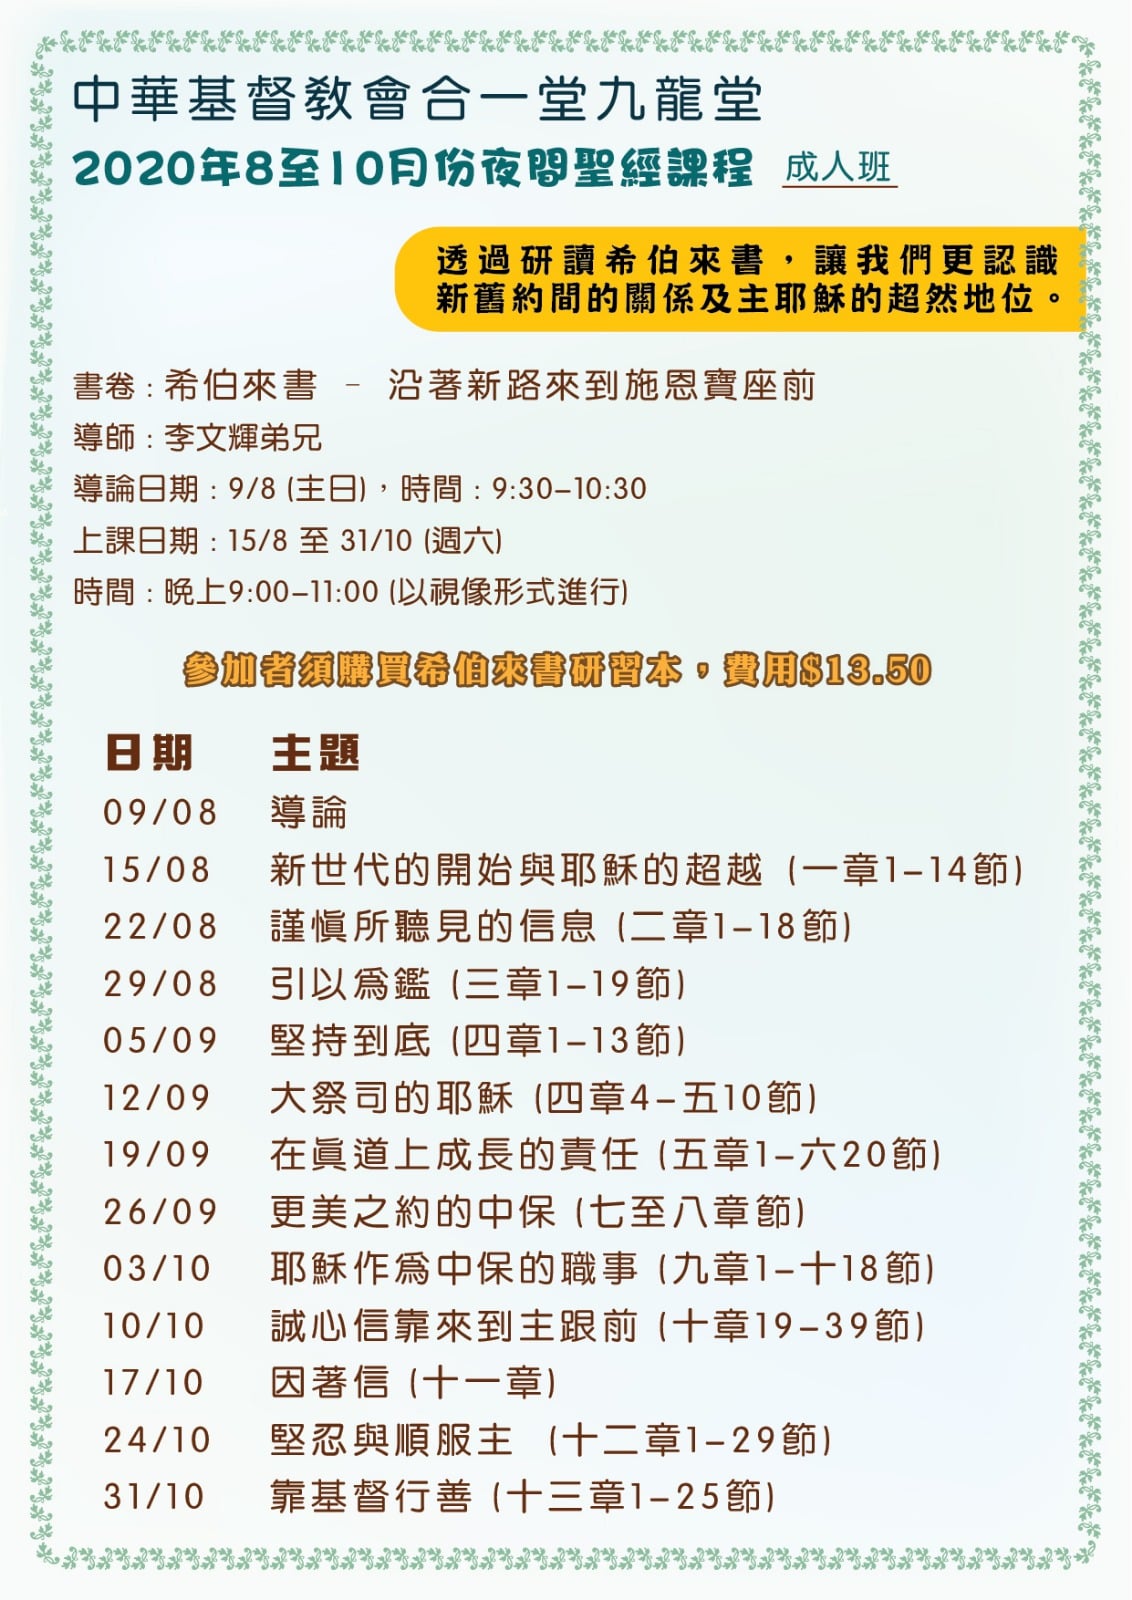 中華基督教會合一堂九龍堂
2020年8至10月份夜間聖經課程 成人班
透過研讀希伯來書，讓我們更認識
新舊約間的關係及主耶穌的超然地位。
書卷：希伯來書 – 沿著新路來到施恩寶座前
導師：李文輝弟兄
導論日期：9/8 (主日)，時間：9:30–10:30
上課日期：15/8 至 31/10 (週六)
時間：晚上9:00–11:00 (以視像形式進行)
參加者須購買希伯來書研習本，費用$13.50
日期 主題
09/08 導論
15/08 新世代的開始與耶穌的超越 (一章1–14節)
22/08 謹慎所聽見的信息 (二章1–18節)
29/08 引以為鑑 (三章1–19節)
05/09 堅持到底 (四章1–13節)
12/09 大祭司的耶穌 (四章4–五10節)
19/09 在真道上成長的責任 (五章1–六20節)
26/09 更美之約的中保 (七至八章節)
03/10 耶穌作為中保的職事 (九章1–十18節)
10/10 誠心信靠來到主跟前 (十章19–39節)
17/10 因著信 (十一章)
24/10 堅忍與順服主 (十二章1–29節)
31/10 靠基督行善 (十三章1–25節)